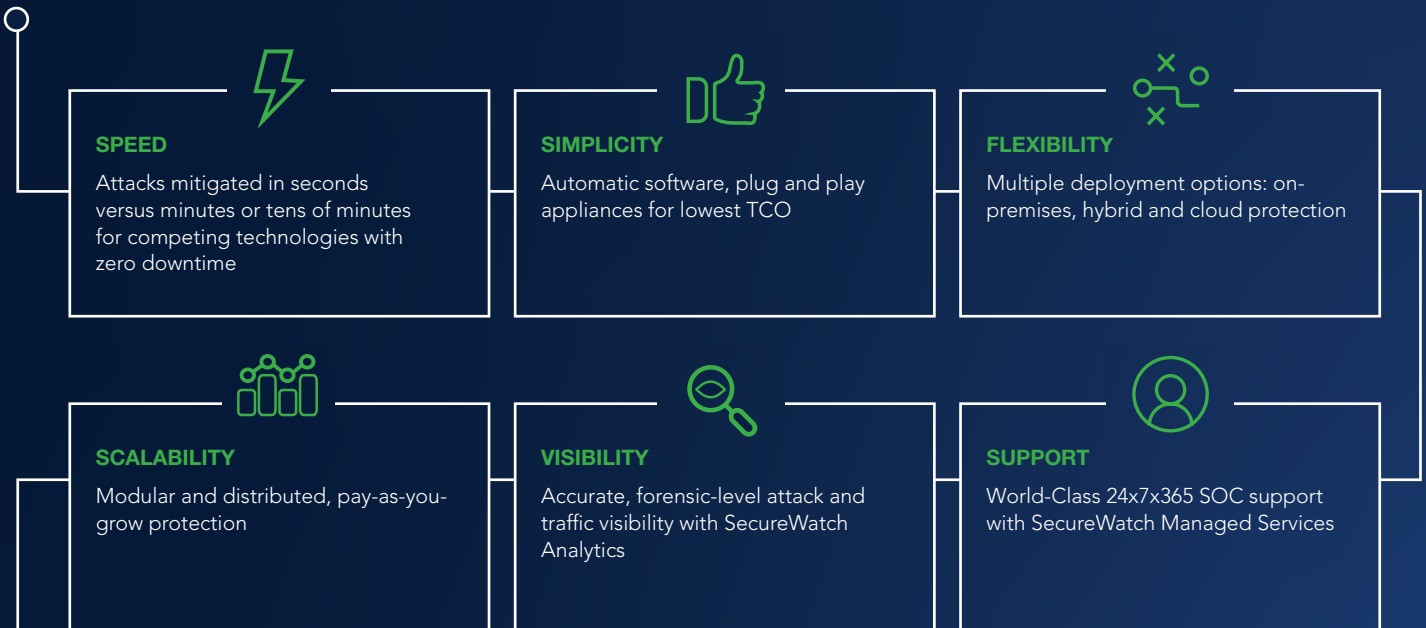 SPEED
Attacks mitigated in seconds
versus minutes or tens of minutes
for competing technologies with
zero downtime
SIMPLICITY
Automatic software, plug and play
appliances for lowest TCO
FLEXIBILITY
Multiple deployment options: on-
premises, hybrid and cloud protection
SCALABILITY
Modular and distributed, pay-as-you-
grow protection
VISIBILITY
Accurate, forensic-level attack and
traffic visibility with SecureWatch
Analytics
SUPPORT
World-Class 24x7x365 SOC support
with SecureWatch Managed Services